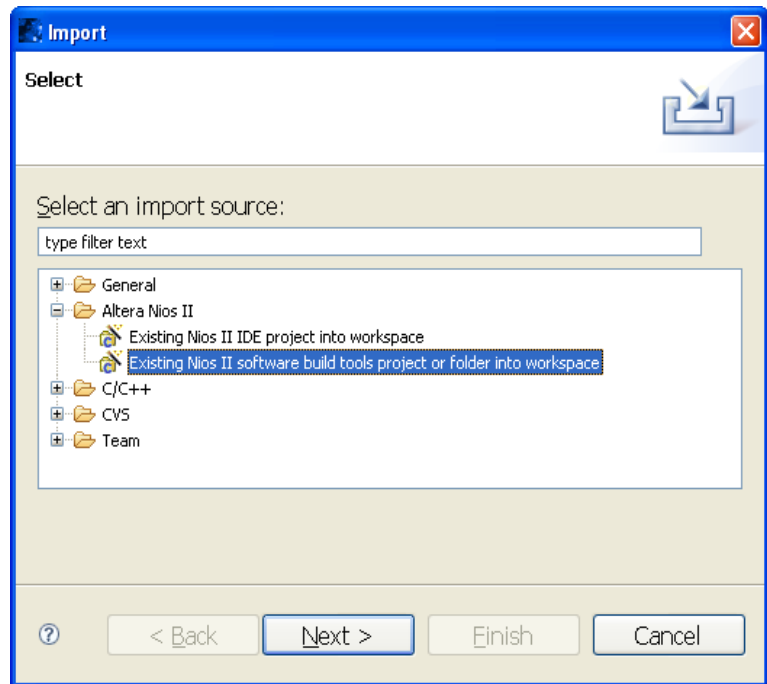 Import
Select
Select an import source:
type filter text
General
Altera Nios II
Existing Nios II IDE project into workspace
Existing Nios II software build tools project or folder into workspace
C/C++
CVS
Team
< Back Next > Finish Cancel